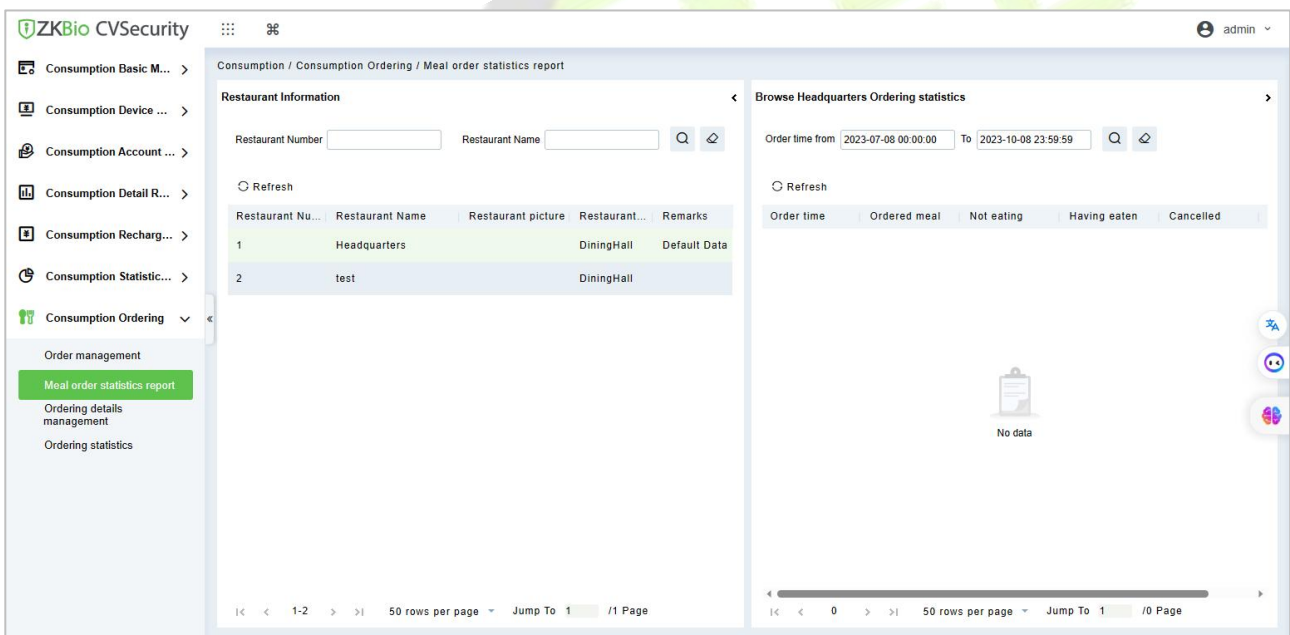 ZKBio CVSecurity
admin
Consumption Basic M...
Consumption Device ...
Consumption Account ...
Consumption Detail R...
Consumption Recharg...
Consumption Statistic...
Consumption Ordering
Order management
Meal order statistics report
Ordering details
management
Ordering statistics
Consumption / Consumption Ordering / Meal order statistics report
Restaurant Information
Restaurant Number
Restaurant Name
Refresh
Restaurant Nu... Restaurant Name Restaurant picture Restaurant... Remarks
1 Headquarters DiningHall Default Data
2 test DiningHall
1-2 50 rows per page Jump To 1 /1 Page
Browse Headquarters Ordering statistics
Order time from 2023-07-08 00:00:00 To 2023-10-08 23:59:59
Refresh
Order time Ordered meal Not eating Having eaten Cancelled
No data
0 50 rows per page Jump To 1 /0 Page